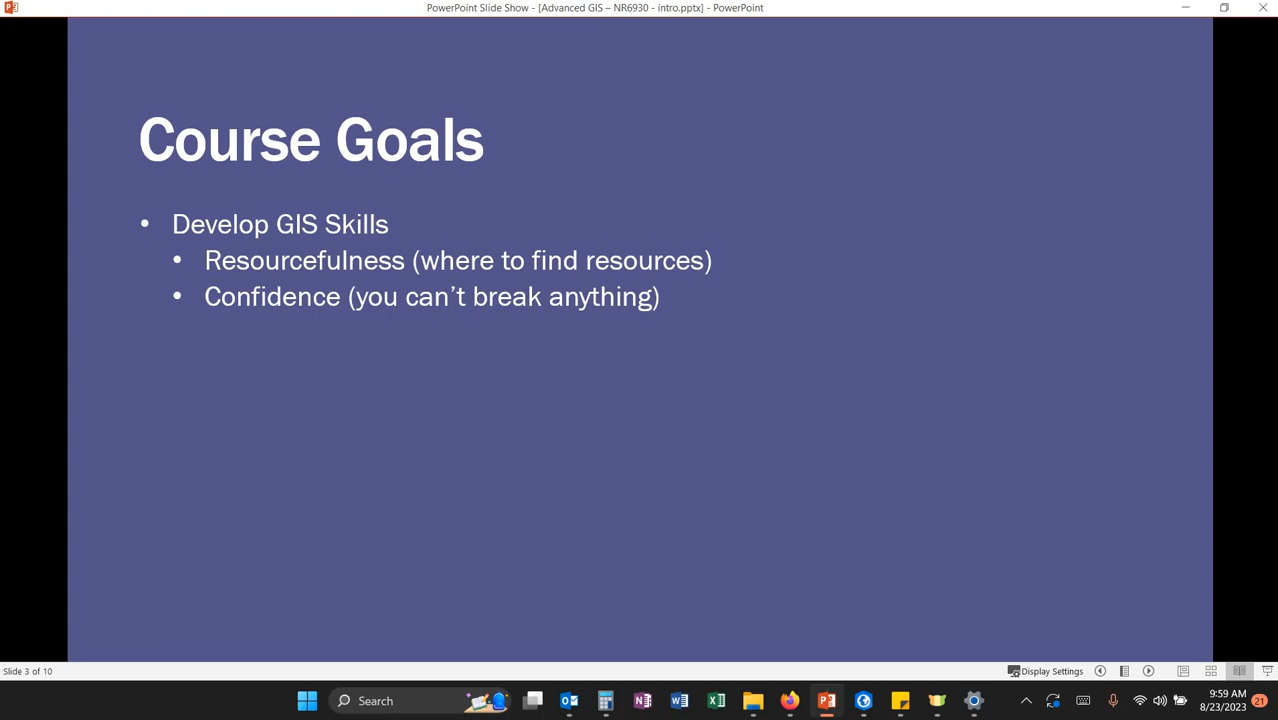 PowerPoint Slide Show - [Advanced GIS – NR6930 - intro.pptx] - PowerPoint
Course Goals
• Develop GIS Skills
• Resourcefulness (where to find resources)
• Confidence (you can’t break anything)
Slide 3 of 10
Display Settings
Search
9:59 AM
8/23/2023
21